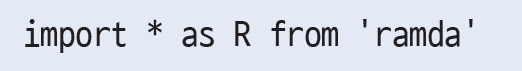 import * as R from 'ramda'